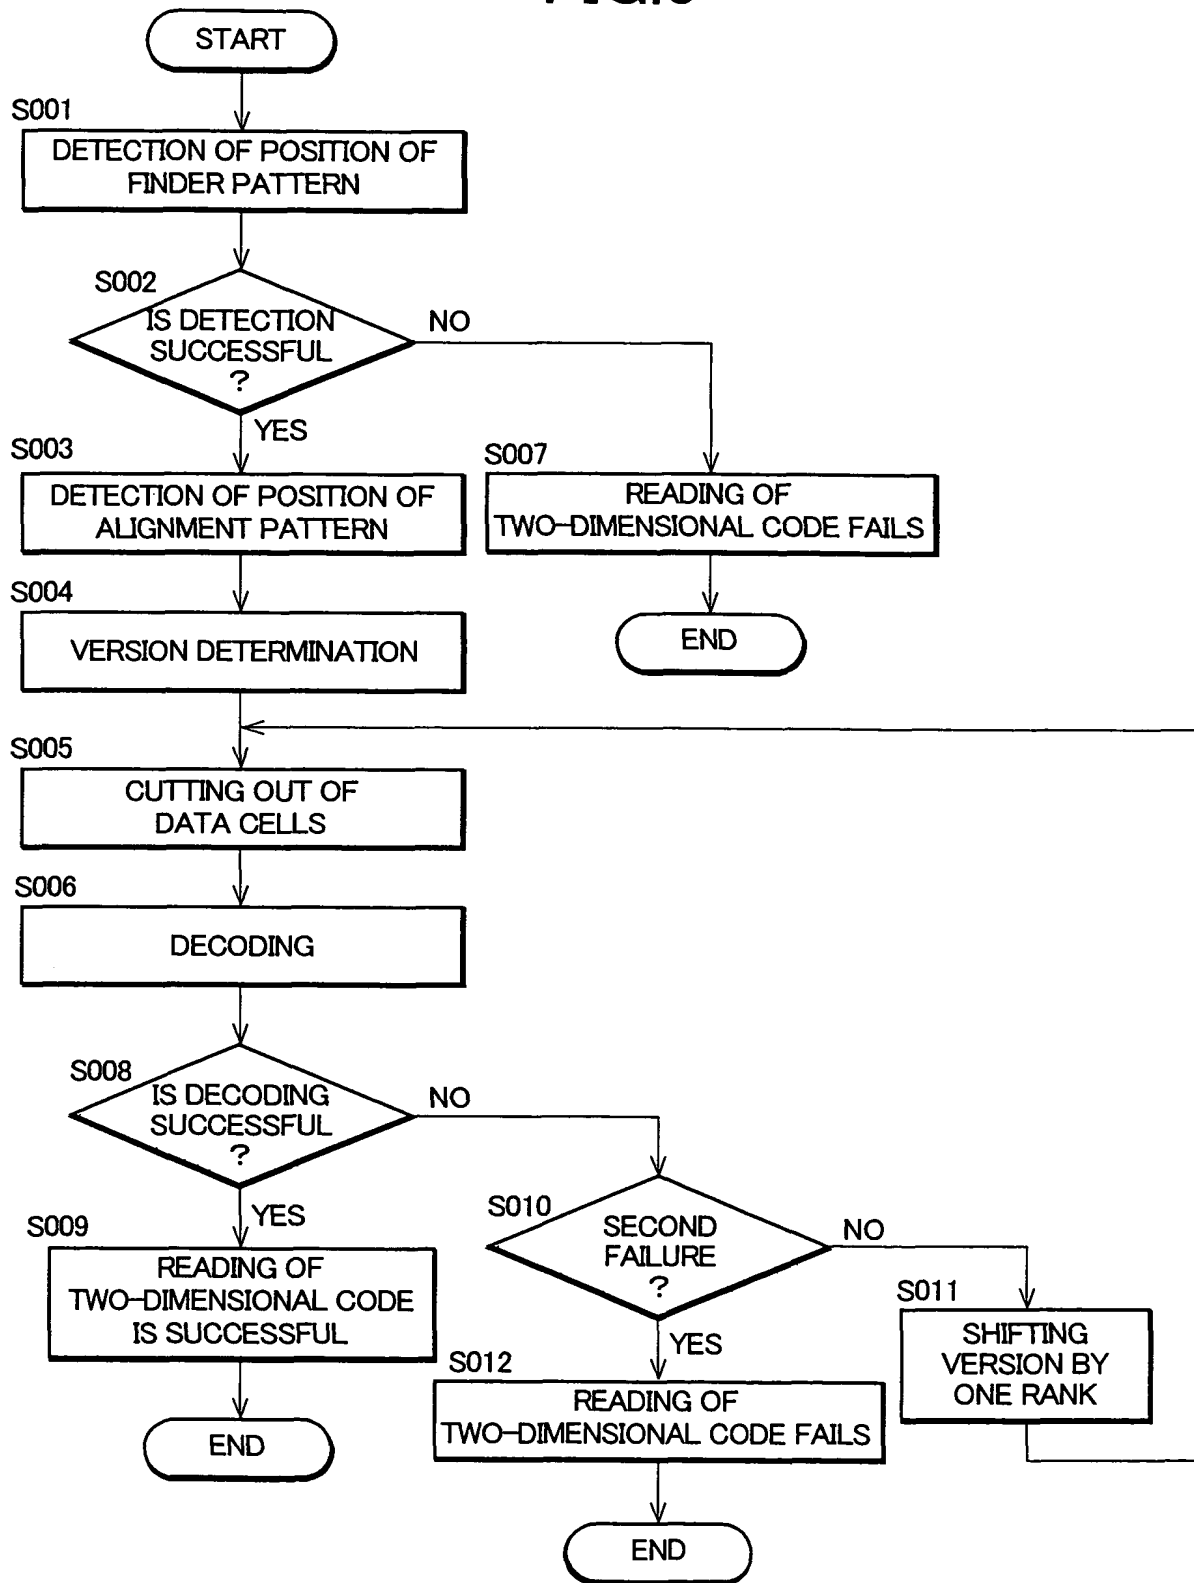 START
S001
DETECTION OF POSITION OF
FINDER PATTERN
S002
IS DETECTION
SUCCESSFUL
?
NO
YES
S003
DETECTION OF POSITION OF
ALIGNMENT PATTERN
S007
READING OF
TWO-DIMENSIONAL CODE FAILS
END
S004
VERSION DETERMINATION
S005
CUTTING OUT OF
DATA CELLS
S006
DECODING
S008
IS DECODING
SUCCESSFUL
?
NO
YES
S009
READING OF
TWO-DIMENSIONAL CODE
IS SUCCESSFUL
END
S010
SECOND
FAILURE
?
NO
YES
S011
SHIFTING
VERSION BY
ONE RANK
S012
READING OF
TWO-DIMENSIONAL CODE FAILS
END